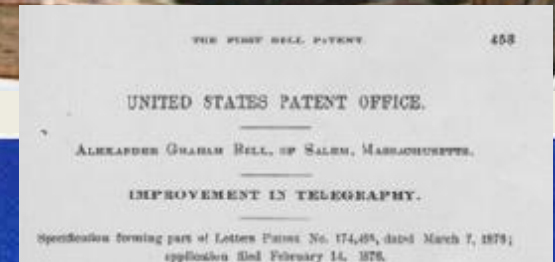 THE FIRST BELL PATENT 453
UNITED STATES PATENT OFFICE.
ALEXANDER GRAHAM BELL, OF SALEM, MASSACHUSETTS.
IMPROVEMENT IN TELEGRAPHY.
Specification forming part of Letters Patent No. 174,465, dated March 7, 1876;
application filed February 14, 1876.